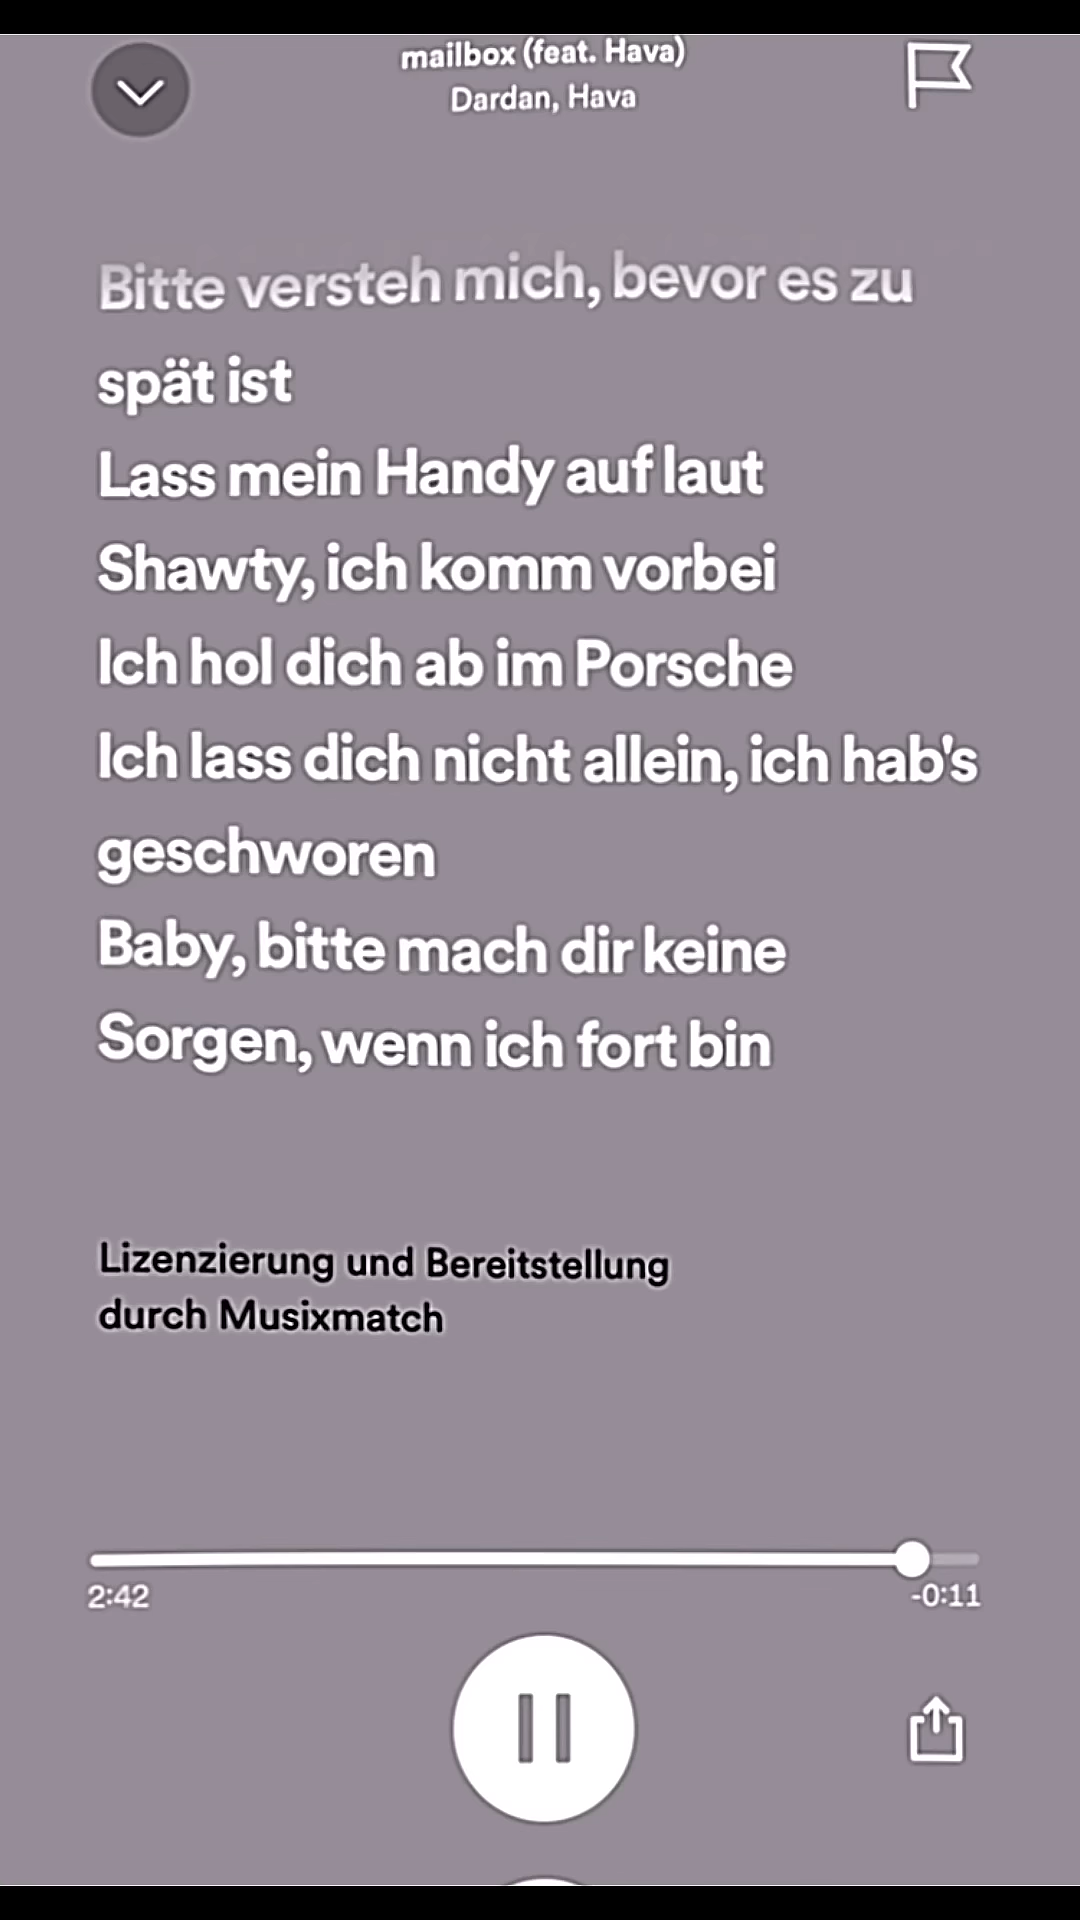 mailbox (feat. Hava)
Dardan, Hava
Bitte versteh mich, bevor es zu
spät ist
Lass mein Handy auf laut
Shawty, ich komm vorbei
Ich hol dich ab im Porsche
Ich lass dich nicht allein, ich hab's
geschworen
Baby, bitte mach dir keine
Sorgen, wenn ich fort bin
Lizenzierung und Bereitstellung
durch Musixmatch
2:42
-0:11